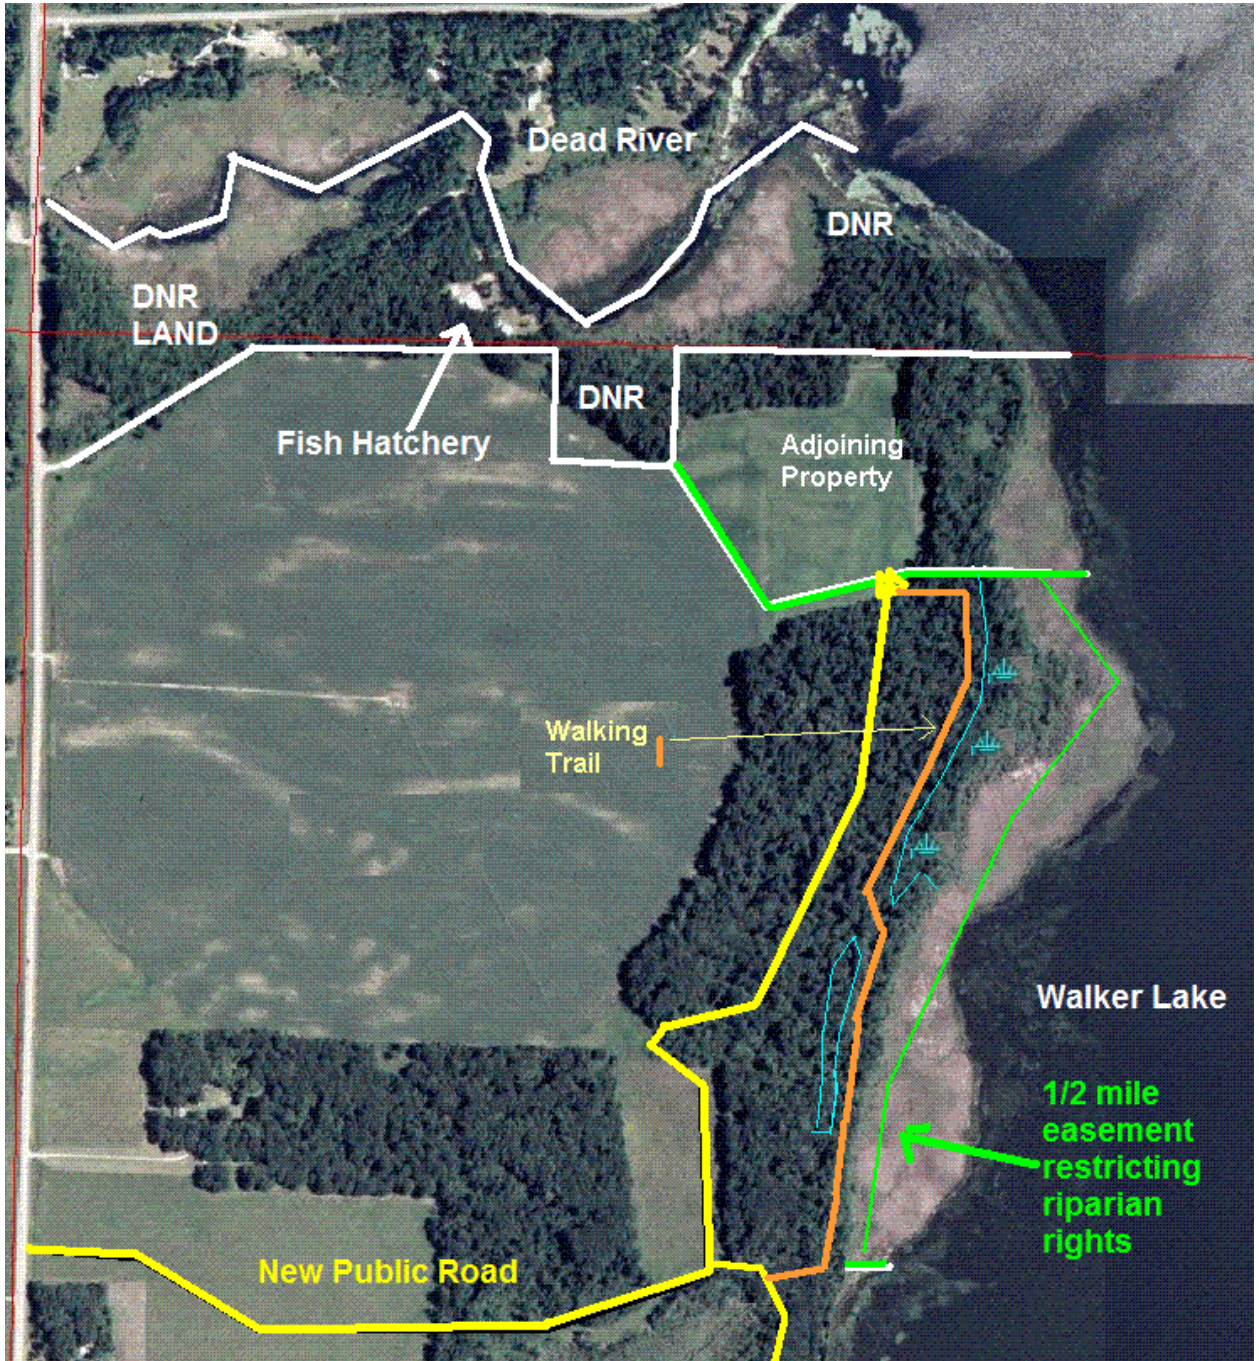 Dead River
DNR
DNR
LAND
DNR
Fish Hatchery
Adjoining
Property
Walking
Trail
Walker Lake
1/2 mile
easement
restricting
riparian
rights
New Public Road